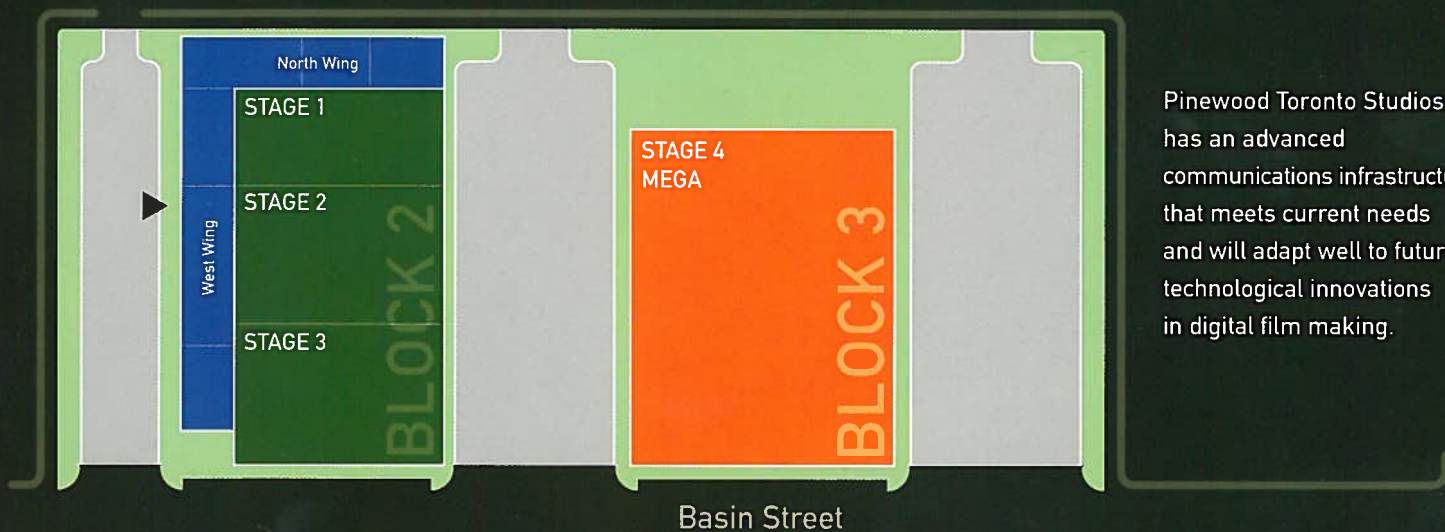 North Wing
STAGE 1
STAGE 2
STAGE 3
West Wing
BLOCK 2
STAGE 4
MEGA
BLOCK 3
Basin Street
Pinewood Toronto Studios
has an advanced
communications
that meets current needs
and will adapt well to
technological innovations
in digital film making.